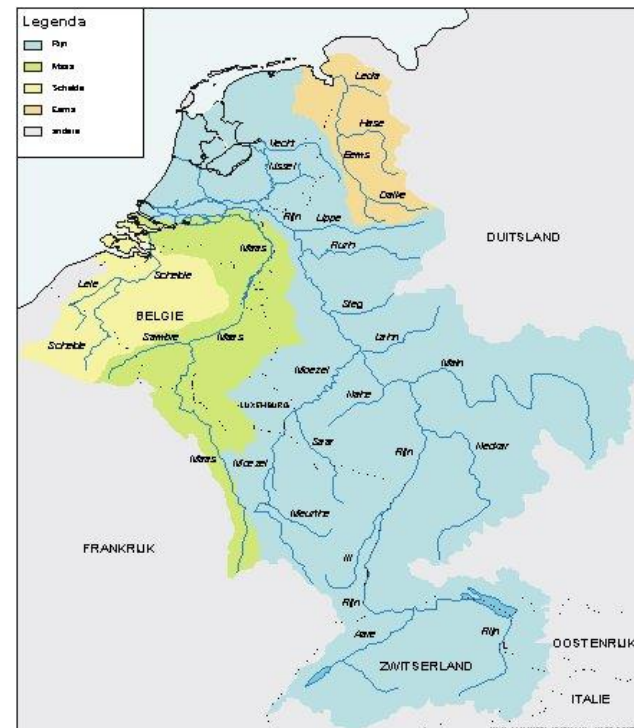 Legenda
Rijn
Maas
Schelde
Eems
andere
Leda
Hase
Eems
Dalke
Vecht
IJssel
Rijn
Lippe
Ruhr
DUITSLAND
Maas
Schelde
Leie
BELGIE
Sieg
Schelde
Sambre
Maas
Lahn
Moezel
Main
Nahe
LUXEMBURG
Saar
Rijn
Neckar
Maas
Moezel
Meurthe
FRANKRIJK
Ill
Rijn
Aare
Rijn
OOSTENRIJK
ZWITSERLAND
ITALIE